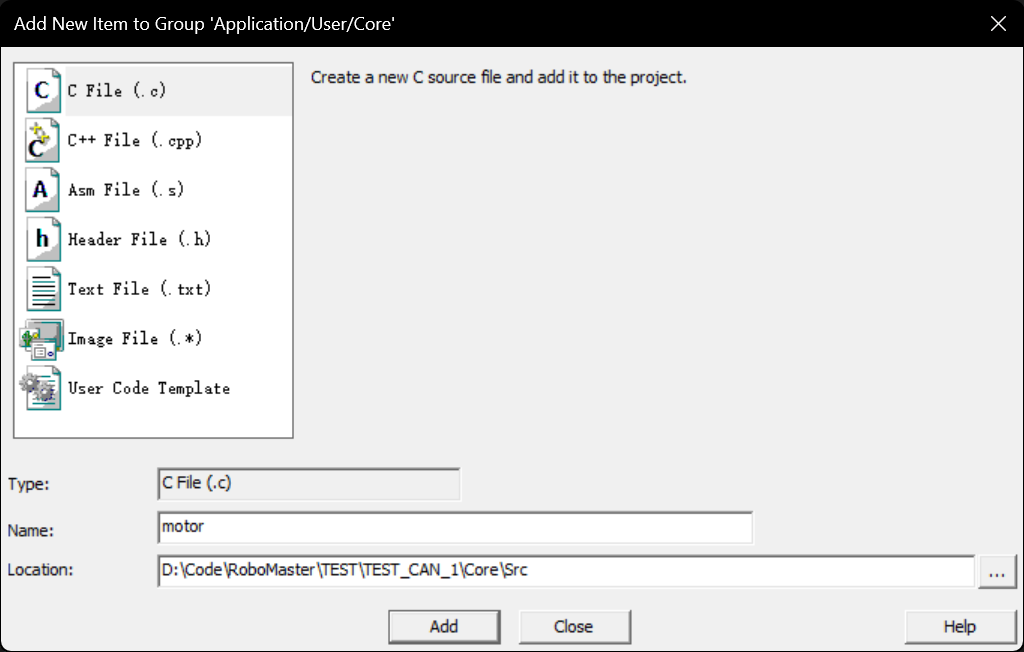 Add New Item to Group 'Application/User/Core'
C File (.c)
Create a new C source file and add it to the project.
C++ File (.cpp)
Asm File (.s)
Header File (.h)
Text File (.txt)
Image File (.*)
User Code Template
Type: C File (.c)
Name: motor
Location: D:\Code\RoboMaster\TEST\TEST_CAN_1\Core\Src ...
Add Close Help